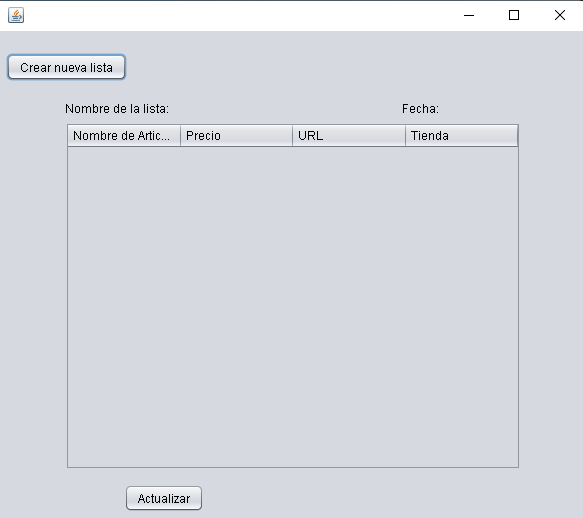 Crear nueva lista
Nombre de la lista: Fecha:
Nombre de Artic... Precio URL Tienda
Actualizar